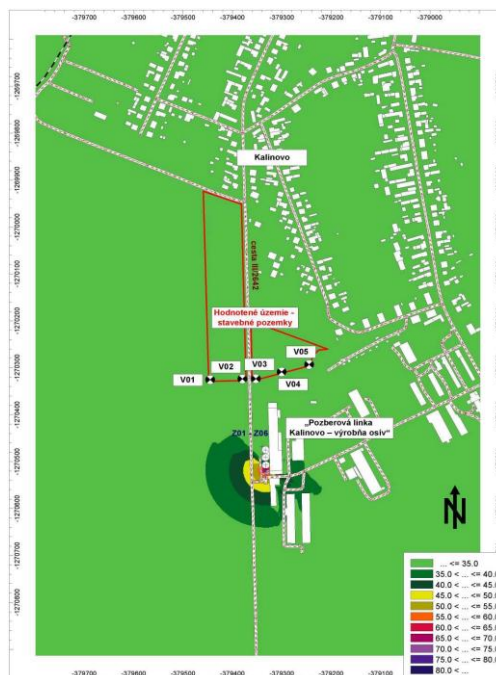 -379700 -379600 -379500 -379400 -379300 -379200 -379100 -379000
-1269700
-1269800
-1269900
-1270000
-1270100
-1270200
-1270300
-1270400
-1270500
-1270600
-1270700
-1270800
Kalinovo
cesta III/2642
Hodnotené územie -
stavebné pozemky
V05
V02
V03
V01
V04
Z01 - Z06
„Pozberová linka
Kalinovo – výrobňa osív“
N
... <= 35.0
35.0 < ... <= 40.0
40.0 < ... <= 45.0
45.0 < ... <= 50.0
50.0 < ... <= 55.0
55.0 < ... <= 60.0
60.0 < ... <= 65.0
65.0 < ... <= 70.0
70.0 < ... <= 75.0
75.0 < ... <= 80.0
80.0 < ...
-379700 -379600 -379500 -379400 -379300 -379200 -379100